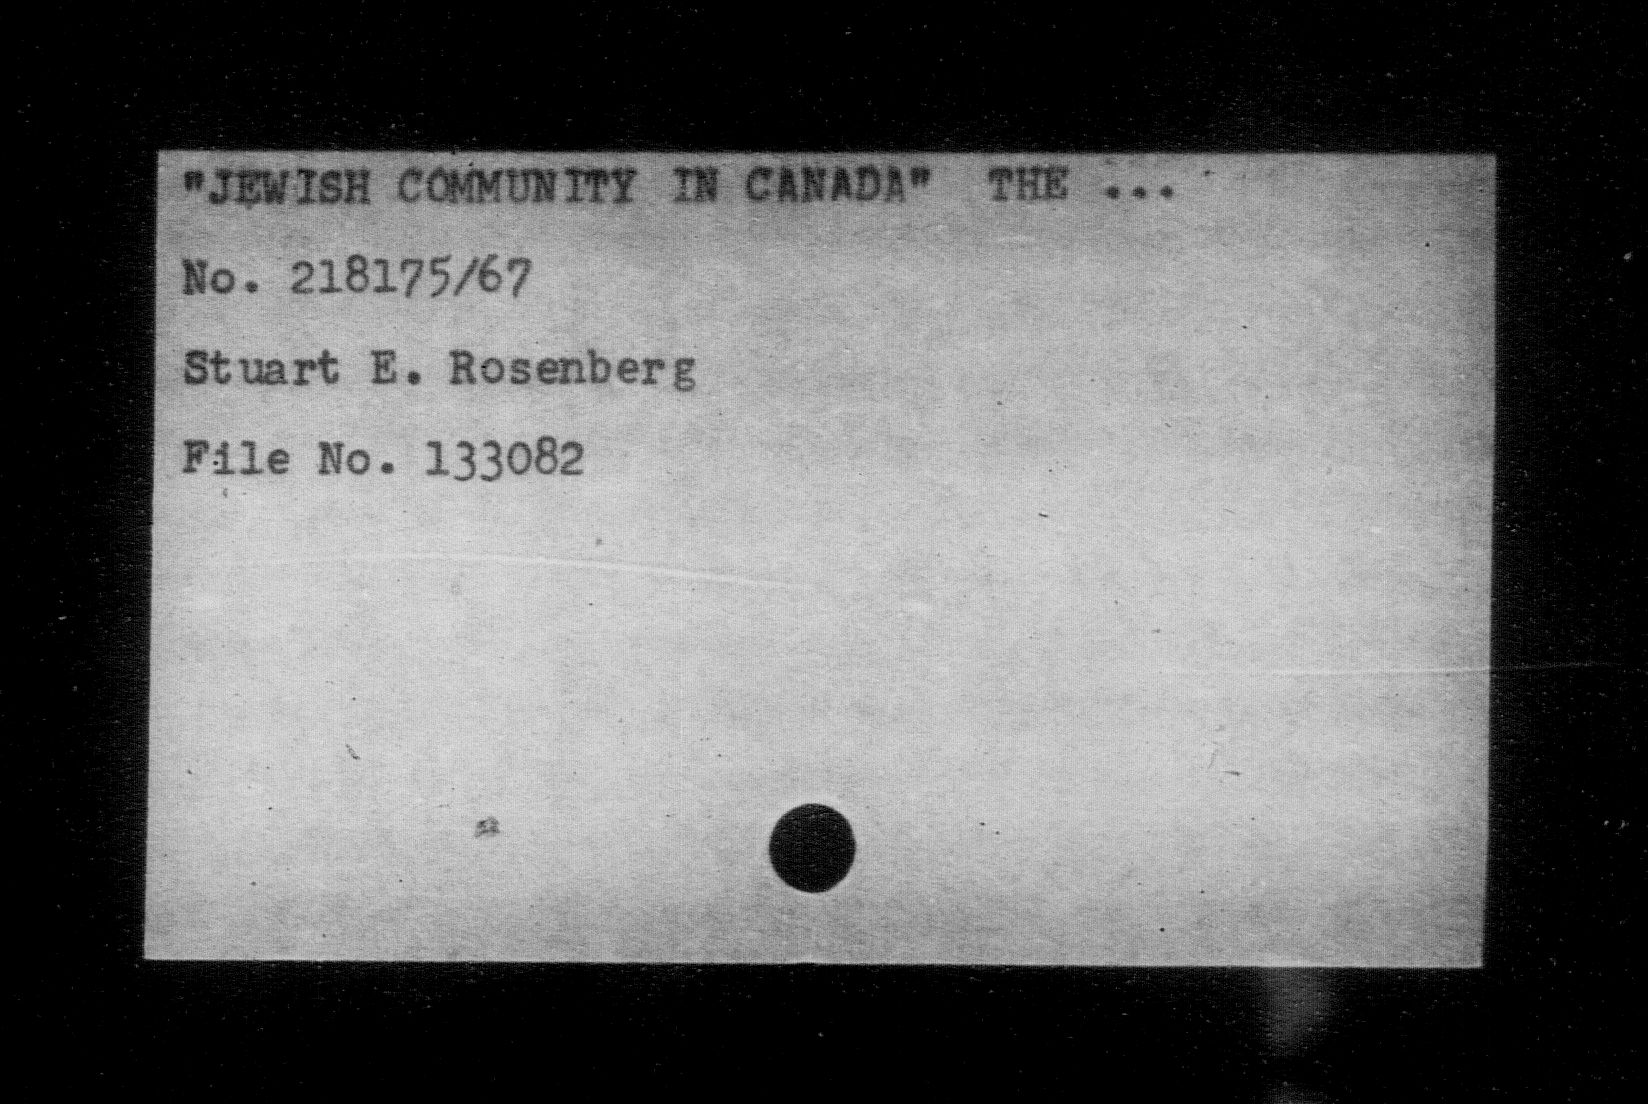 "JEWISH COMMUNITY IN CANADA" THE ...
No. 218175/67
Stuart E. Rosenberg
File No. 133082